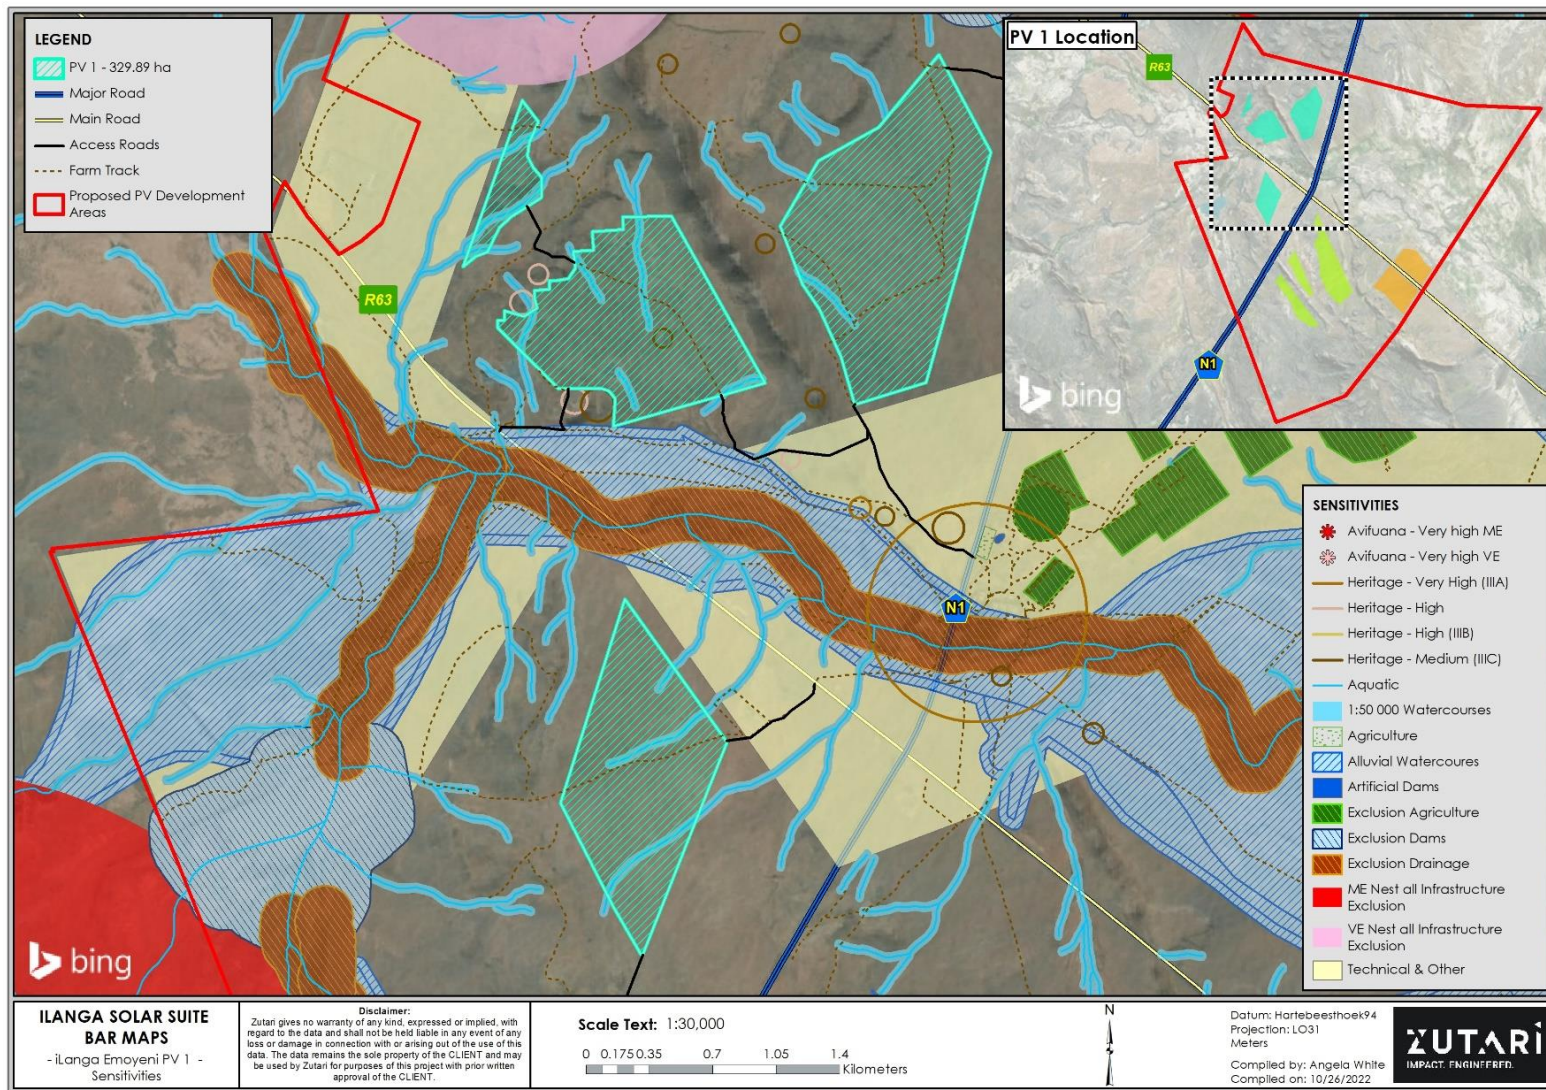 LEGEND
PV 1 - 329.89 ha
Major Road
Main Road
Access Roads
Farm Track
Proposed PV Development
Areas
R63
N1
bing
PV 1 Location
R63
N1
bing
SENSITIVITIES
Avifuana - Very high ME
Avifuana - Very high VE
Heritage - Very High (IIIA)
Heritage - High
Heritage - High (IIIB)
Heritage - Medium (IIIC)
Aquatic
1:50 000 Watercourses
Agriculture
Alluvial Watercoures
Artificial Dams
Exclusion Agriculture
Exclusion Dams
Exclusion Drainage
ME Nest all Infrastructure
Exclusion
VE Nest all Infrastructure
Exclusion
Technical & Other
ILANGA SOLAR SUITE
BAR MAPS
- iLanga Emoyeni PV 1 -
Sensitivities
Disclaimer:
Zutari gives no warranty of any kind, expressed or implied, with
regard to the data and shall not be held liable in any event of any
loss or damage in connection with or arising out of the use of this
data. The data remains the sole property of the CLIENT and may
be used by Zutari for purposes of this project with prior written
approval of the CLIENT.
Scale Text: 1:30,000
0 0.175 0.35 0.7 1.05 1.4
Kilometers
N
Datum: Hartebeesthoek94
Projection: LO31
Meters
Compiled by: Angela White
Compiled on: 10/26/2022
ZUTARI
IMPACT. ENGINEERED.